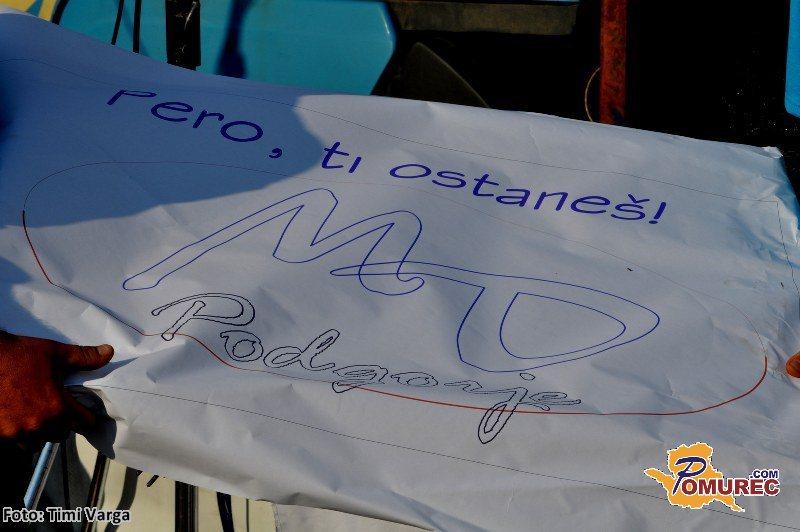 Pero, ti ostaneš!
MD
Podgorje
POMUREC.COM
Foto: Timi Varga